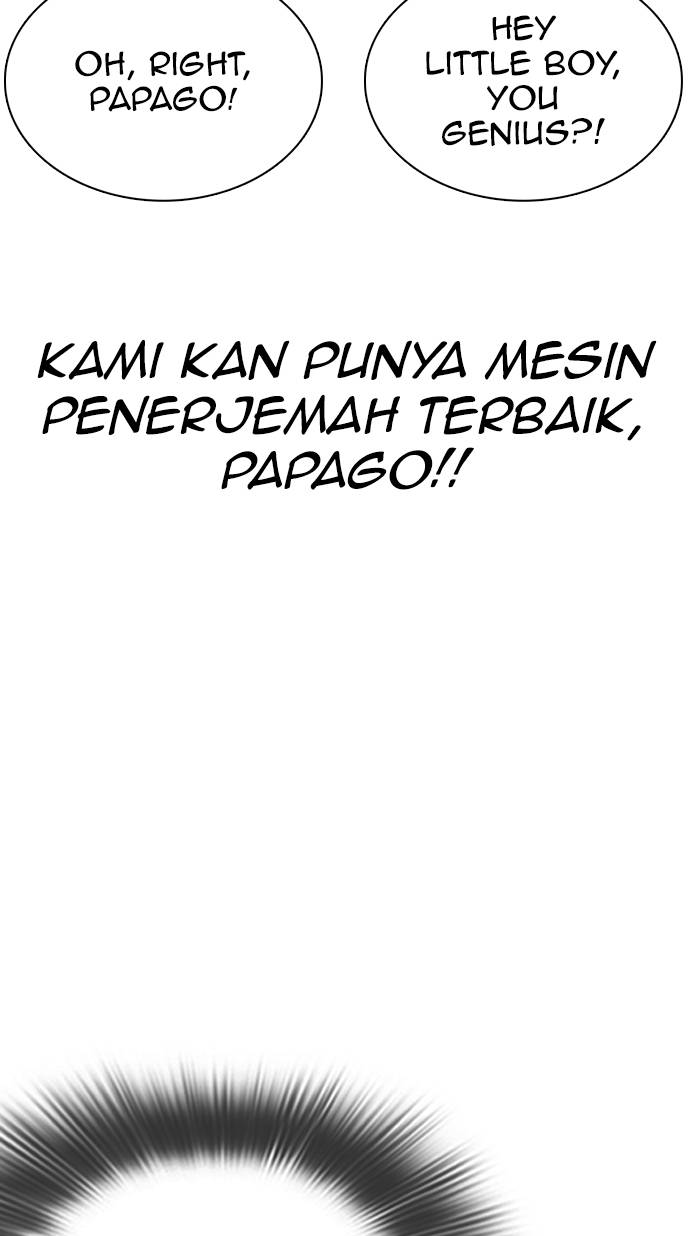 OH, RIGHT,
PAPAGO!
HEY
LITTLE BOY,
YOU
GENIUS?!
KAMI KAN PUNYA MESIN
PENERJEMAH TERBAIK,
PAPAGO!!